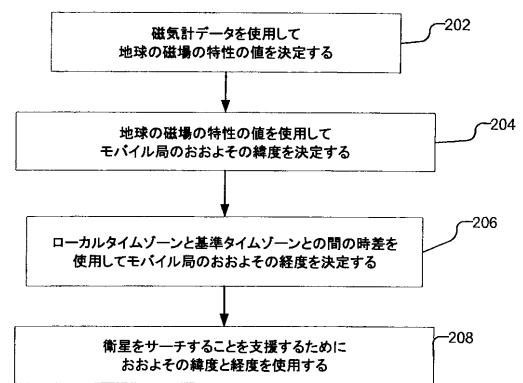 磁気計データを使用して
地球の磁場の特性の値を決定する
202
地球の磁場の特性の値を使用して
モバイル局のおおよその緯度を決定する
204
ローカルタイムゾーンと基準タイムゾーンとの間の時差を
使用してモバイル局のおおよその経度を決定する
206
衛星をサーチすることを支援するために
おおよその緯度と経度を使用する
208